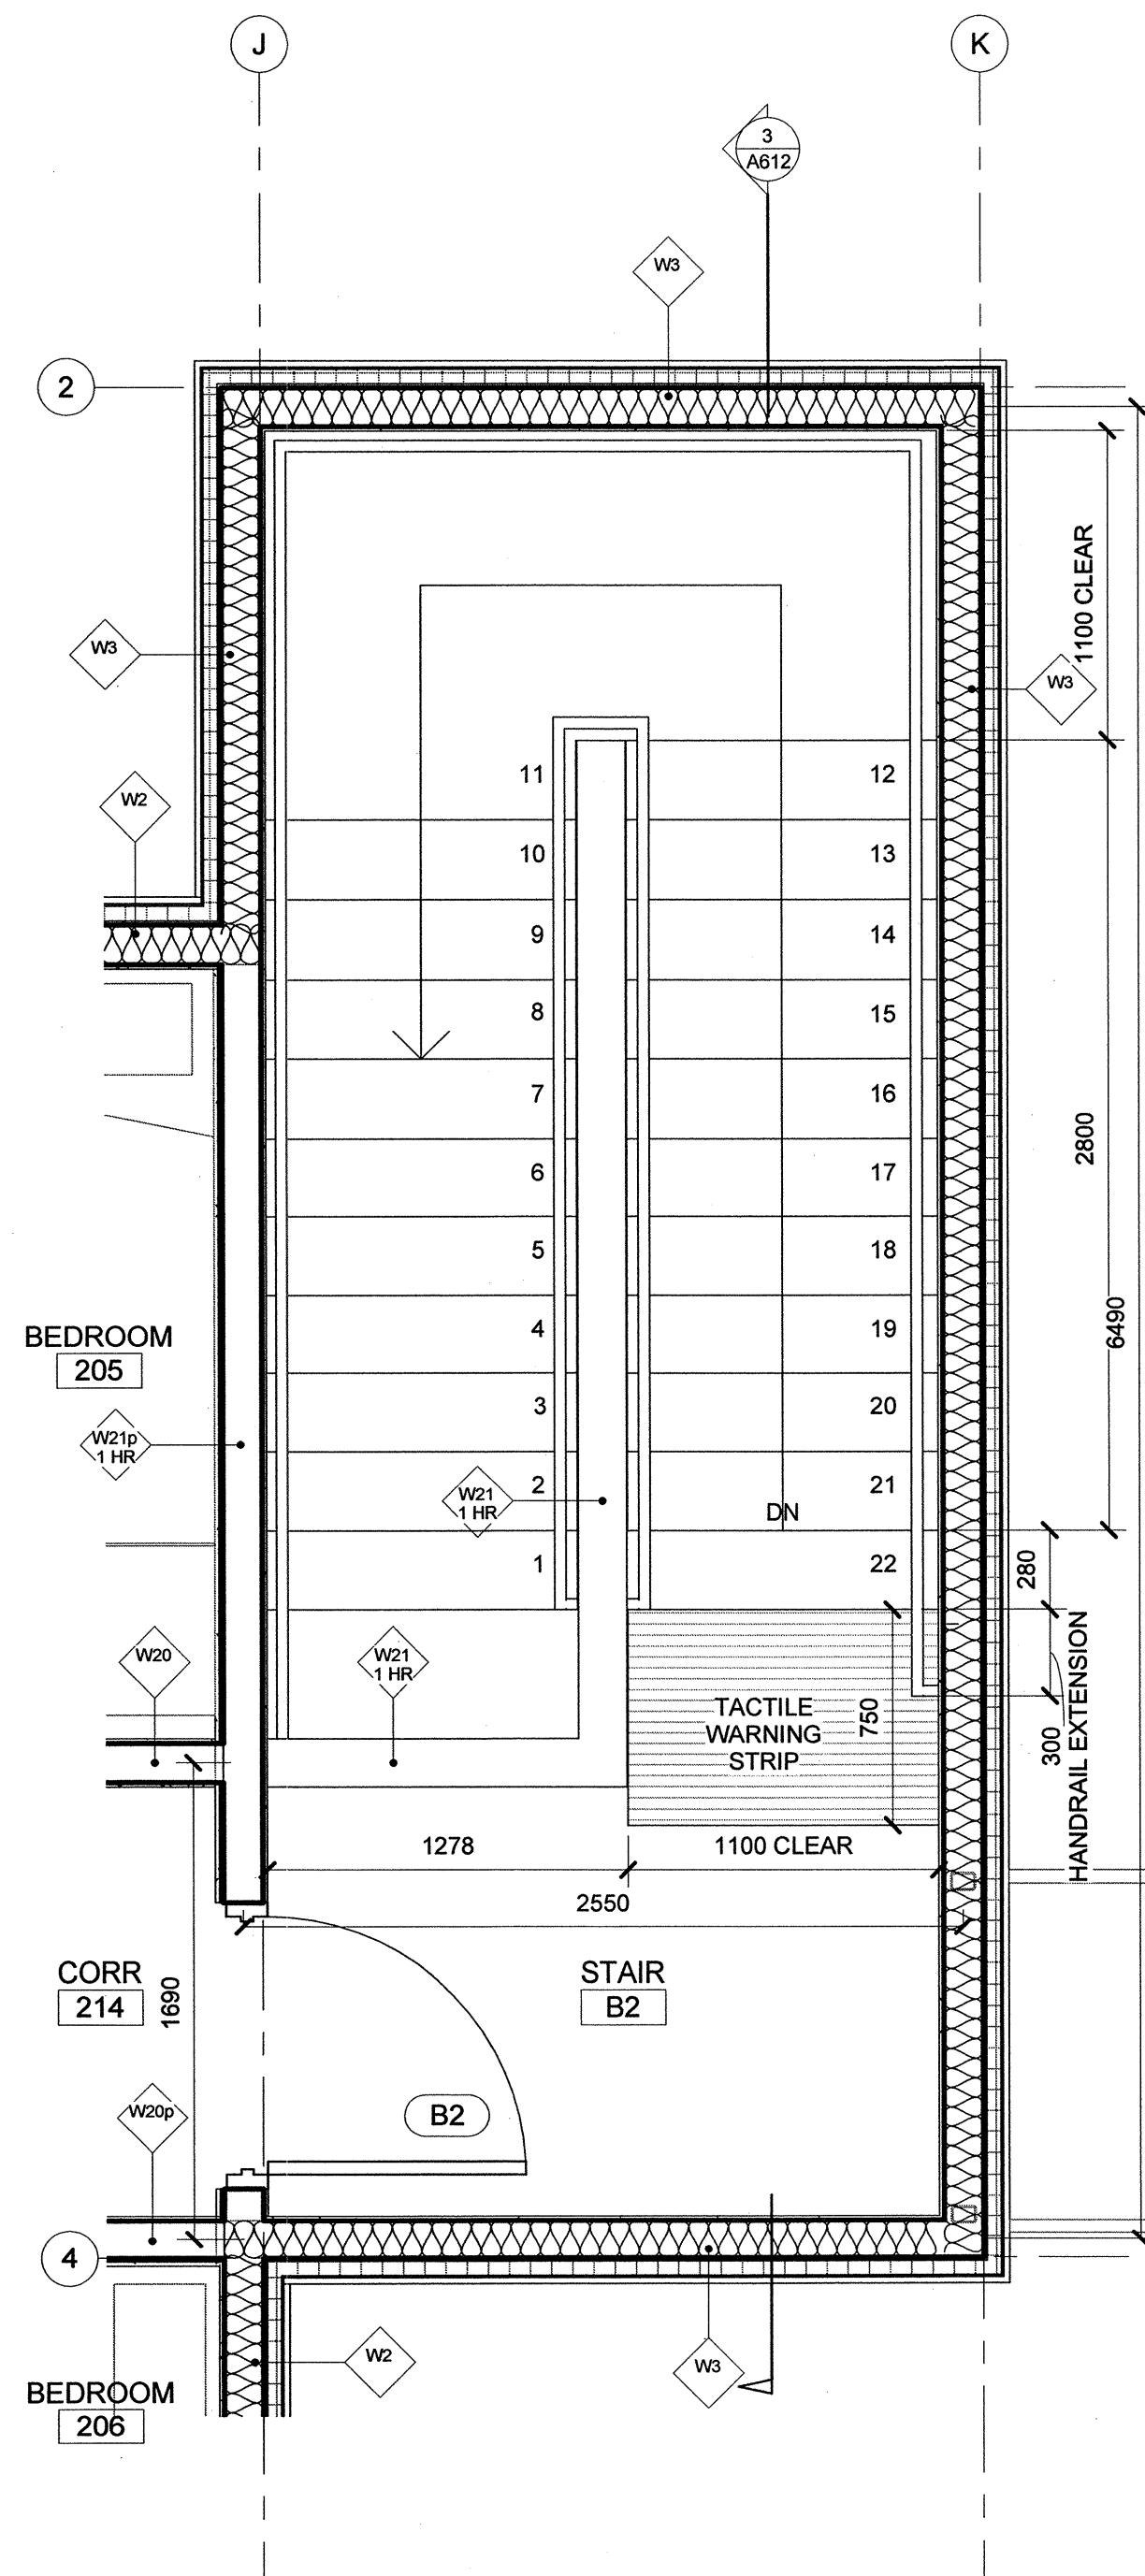 J
K
3
A612
W3
2
1100 CLEAR
W3
W3
W2
11
12
10
13
9
14
8
15
7
16
2800
6
17
5
18
6490
4
19
BEDROOM
205
3
20
W21p
1 HR
2
21
W21
1 HR
DN
1
22
280
W20
W21
1 HR
TACTILE
WARNING
STRIP
750
300
HANDRAIL EXTENSION
1278
1100 CLEAR
2550
CORR
214
1690
STAIR
B2
W20p
B2
4
W2
W3
BEDROOM
206